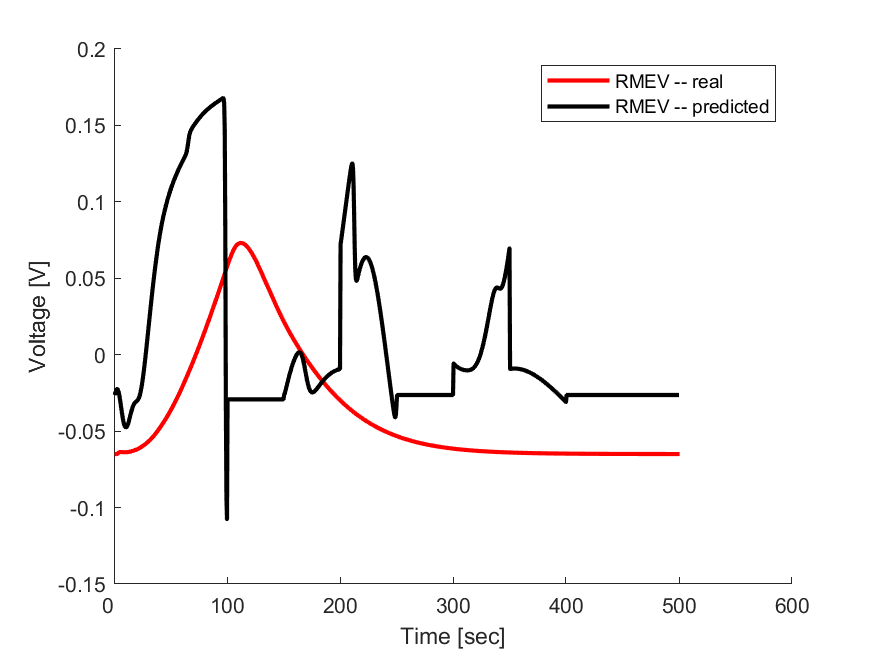 0.2
0.15
0.1
0.05
0
-0.05
-0.1
-0.15
Voltage [V]
RMEV -- real
RMEV -- predicted
0 100 200 300 400 500 600
Time [sec]